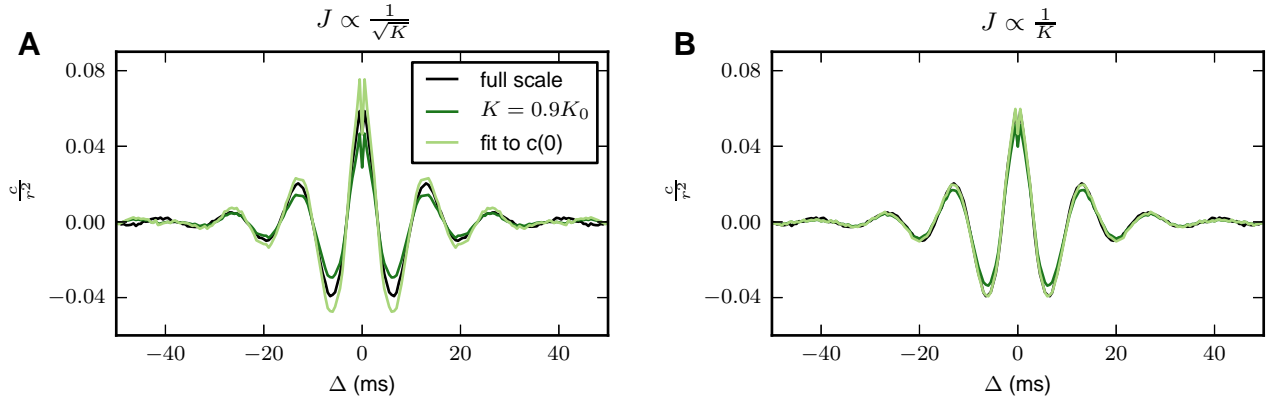 A
J ∝ 1/√K
0.08
0.04
0.00
−0.04
c/r²
−40 −20 0 20 40
Δ (ms)
full scale
K = 0.9K₀
fit to c(0)
B
J ∝ 1/K
0.08
0.04
0.00
−0.04
c/r²
−40 −20 0 20 40
Δ (ms)